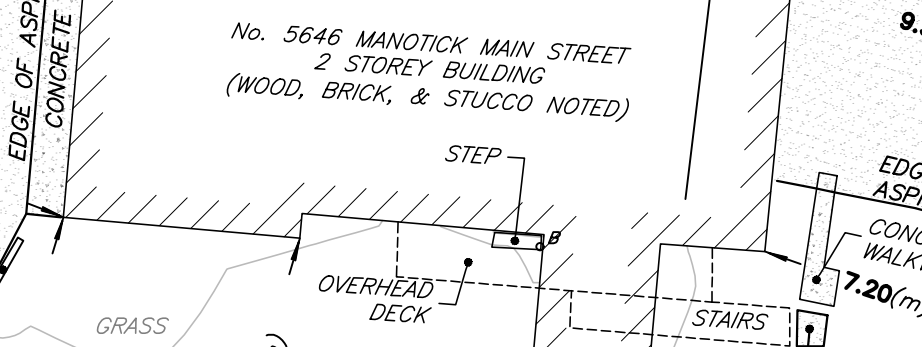 No. 5646 MANOTICK MAIN STREET
2 STOREY BUILDING
(WOOD, BRICK, & STUCCO NOTED)
EDGE OF ASP
CONCRETE
STEP
B
OVERHEAD
DECK
GRASS
STAIRS
9.
EDG
ASP
CONC
WALK
7.20(m